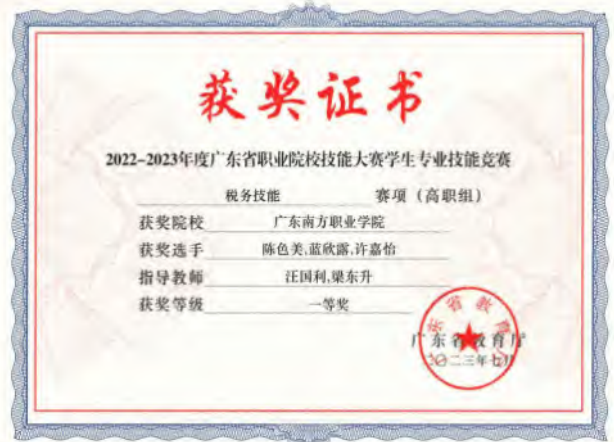 获奖证书
2022-2023年度广东省职业院校技能大赛学生专业技能竞赛
税务技能 赛项（高职组）
获奖院校 广东南方职业学院
获奖选手 陈色美,蓝欣露,许嘉怡
指导教师 汪国利,梁东升
获奖等级 一等奖
广东省教育厅
二〇二三年七月